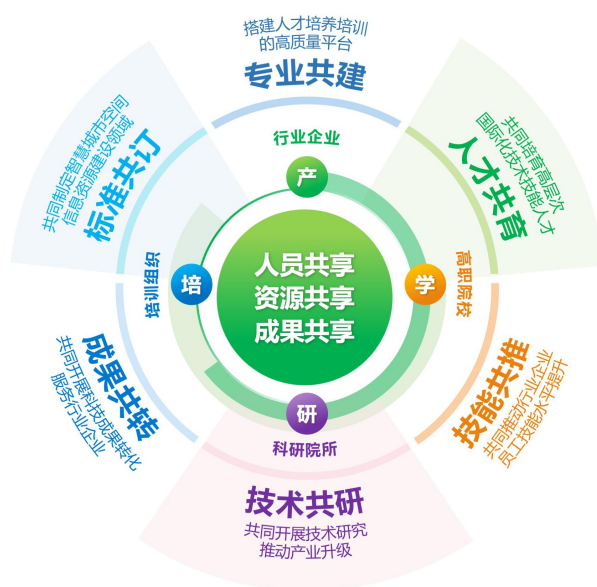 搭建人才培养培训
的高质量平台
专业共建
行业企业
产
共同培育高层次
国际化技术技能人才
人才共育
高职院校
学
技能共推
共同推动行业企业
员工技能水平提升
研
科研院所
技术共研
共同开展技术研究
推动产业升级
成果共转
共同开展科技成果转化
服务行业企业
培
培训组织
共同制定智慧城市空间
信息资源建设领域
标准共订
人员共享
资源共享
成果共享